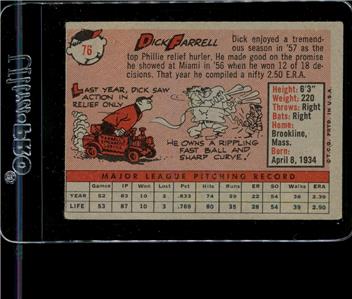 76
DICK FARRELL
Dick enjoyed a tremendous season in '57 as the
top Phillie relief hurler. He made good on the promise
he showed at Miami in '56 when he won 12 of 18 decisions.
That year he compiled a nifty 2.50 E.R.A.
LAST YEAR, DICK SAW
ACTION IN
RELIEF ONLY
HE OWNS A RIPPLING
FAST BALL AND
SHARP CURVE!
Height: 6'3"
Weight: 220
Throws: Right
Bats: Right
Home:
Brookline,
Mass.
Born:
April 8, 1934
© T.C.G. PRTD. IN U.S.A.
MAJOR LEAGUE PITCHING RECORD
Games IP Won Lost Pct. Hits R ER SO BB ERA
YEAR 52 83 10 2 .833 74 22 54 36 2.39
LIFE 53 87 10 3 .769 80 35 28 54 39 2.90